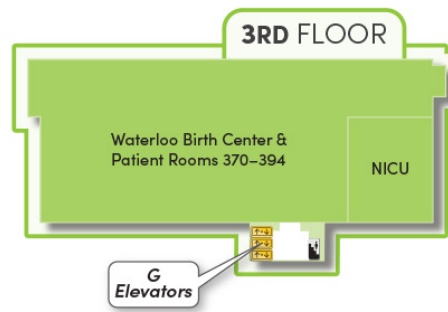 3RD FLOOR
Waterloo Birth Center &
Patient Rooms 370–394
NICU
G
Elevators